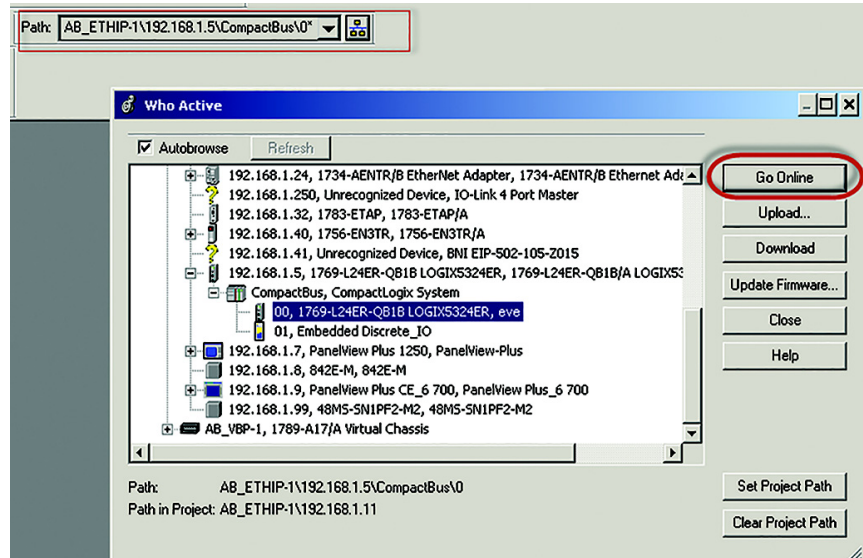 Path: AB_ETHIP-1\192.168.1.5\CompactBus\0*
Who Active
Autobrowse Refresh
192.168.1.24, 1734-AENTR/B EtherNet Adapter, 1734-AENTR/B Ethernet Ada
192.168.1.250, Unrecognized Device, IO-Link 4 Port Master
192.168.1.32, 1783-ETAP, 1783-ETAP/A
192.168.1.40, 1756-EN3TR, 1756-EN3TR/A
192.168.1.41, Unrecognized Device, BNI EIP-502-105-Z015
192.168.1.5, 1769-L24ER-QB1B LOGIX5324ER, 1769-L24ER-QB1B/A LOGIX53
CompactBus, CompactLogix System
00, 1769-L24ER-QB1B LOGIX5324ER, eve
01, Embedded Discrete_IO
192.168.1.7, PanelView Plus 1250, PanelView-Plus
192.168.1.8, 842E-M, 842E-M
192.168.1.9, PanelView Plus CE_6 700, PanelView Plus_6 700
192.168.1.99, 48MS-SN1PF2-M2, 48MS-SN1PF2-M2
AB_VBP-1, 1789-A17/A Virtual Chassis
Go Online
Upload...
Download
Update Firmware...
Close
Help
Path: AB_ETHIP-1\192.168.1.5\CompactBus\0
Path in Project: AB_ETHIP-1\192.168.1.11
Set Project Path
Clear Project Path